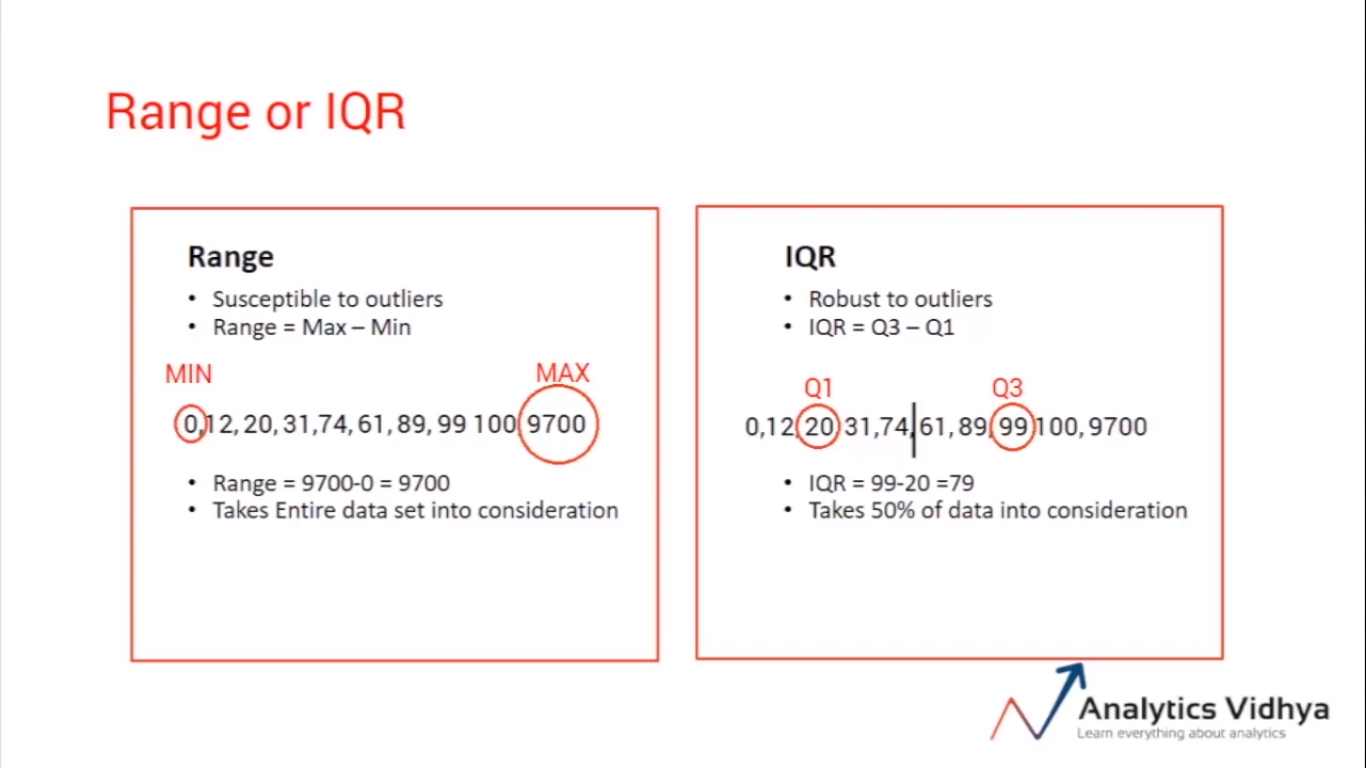 Range or IQR
Range
• Susceptible to outliers
• Range = Max – Min
MIN MAX
0,12, 20, 31,74, 61, 89, 99 100, 9700
• Range = 9700-0 = 9700
• Takes Entire data set into consideration
IQR
• Robust to outliers
• IQR = Q3 – Q1
Q1 Q3
0,12, 20, 31,74, 61, 89, 99, 100, 9700
• IQR = 99-20 =79
• Takes 50% of data into consideration
Analytics Vidhya
Learn everything about analytics